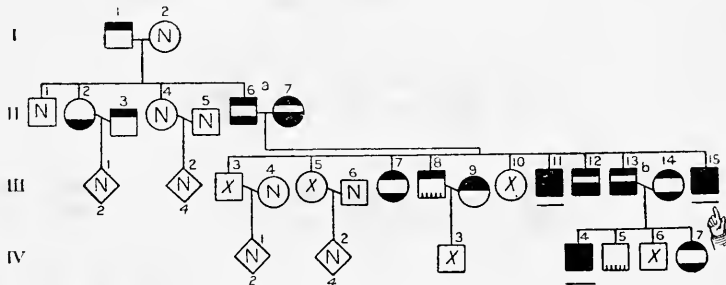 1 2
I N
1 2 4 6 a 7
3 5
II N N N
1 2 3 4 5 6 7 8 9 10 11 12 13 b 14 15
III N N X N X N X
2 4
1 2 3 4 5 6 7
IV N N X X
2 4